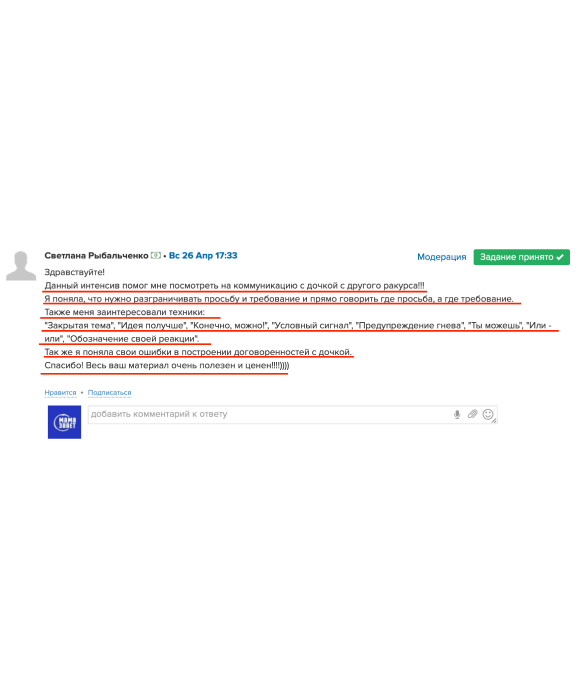 Светлана Рыбальченко • Вс 26 Апр 17:33
Модерация
Задание принято
Здравствуйте!
Данный интенсив помог мне посмотреть на коммуникацию с дочкой с другого ракурса!!!
Я поняла, что нужно разграничивать просьбу и требование и прямо говорить где просьба, а где требование.
Также меня заинтересовали техники:
"Закрытая тема", "Идея получше", "Конечно, можно!", "Условный сигнал", "Предупреждение гнева", "Ты можешь", "Или -
или", "Обозначение своей реакции".
Так же я поняла свои ошибки в построении договоренностей с дочкой.
Спасибо! Весь ваш материал очень полезен и ценен!!!!))))
Нравится • Подписаться
МАМА
ЗНАЕТ
добавить комментарий к ответу